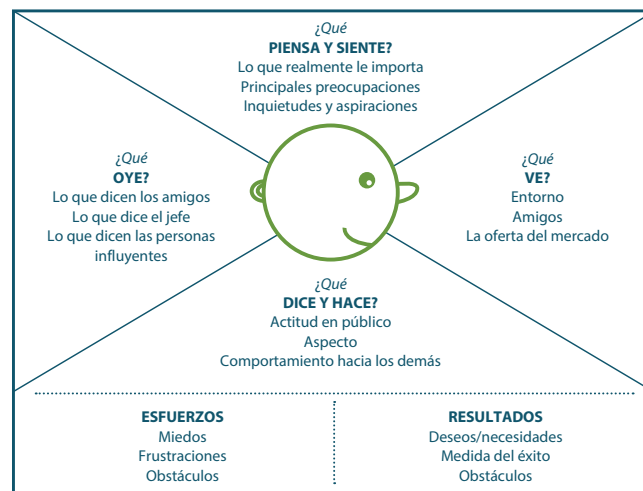 ¿Qué
PIENSA Y SIENTE?
Lo que realmente le importa
Principales preocupaciones
Inquietudes y aspiraciones
¿Qué
OYE?
Lo que dicen los amigos
Lo que dice el jefe
Lo que dicen las personas
influyentes
¿Qué
VE?
Entorno
Amigos
La oferta del mercado
¿Qué
DICE Y HACE?
Actitud en público
Aspecto
Comportamiento hacia los demás
ESFUERZOS
Miedos
Frustraciones
Obstáculos
RESULTADOS
Deseos/necesidades
Medida del éxito
Obstáculos